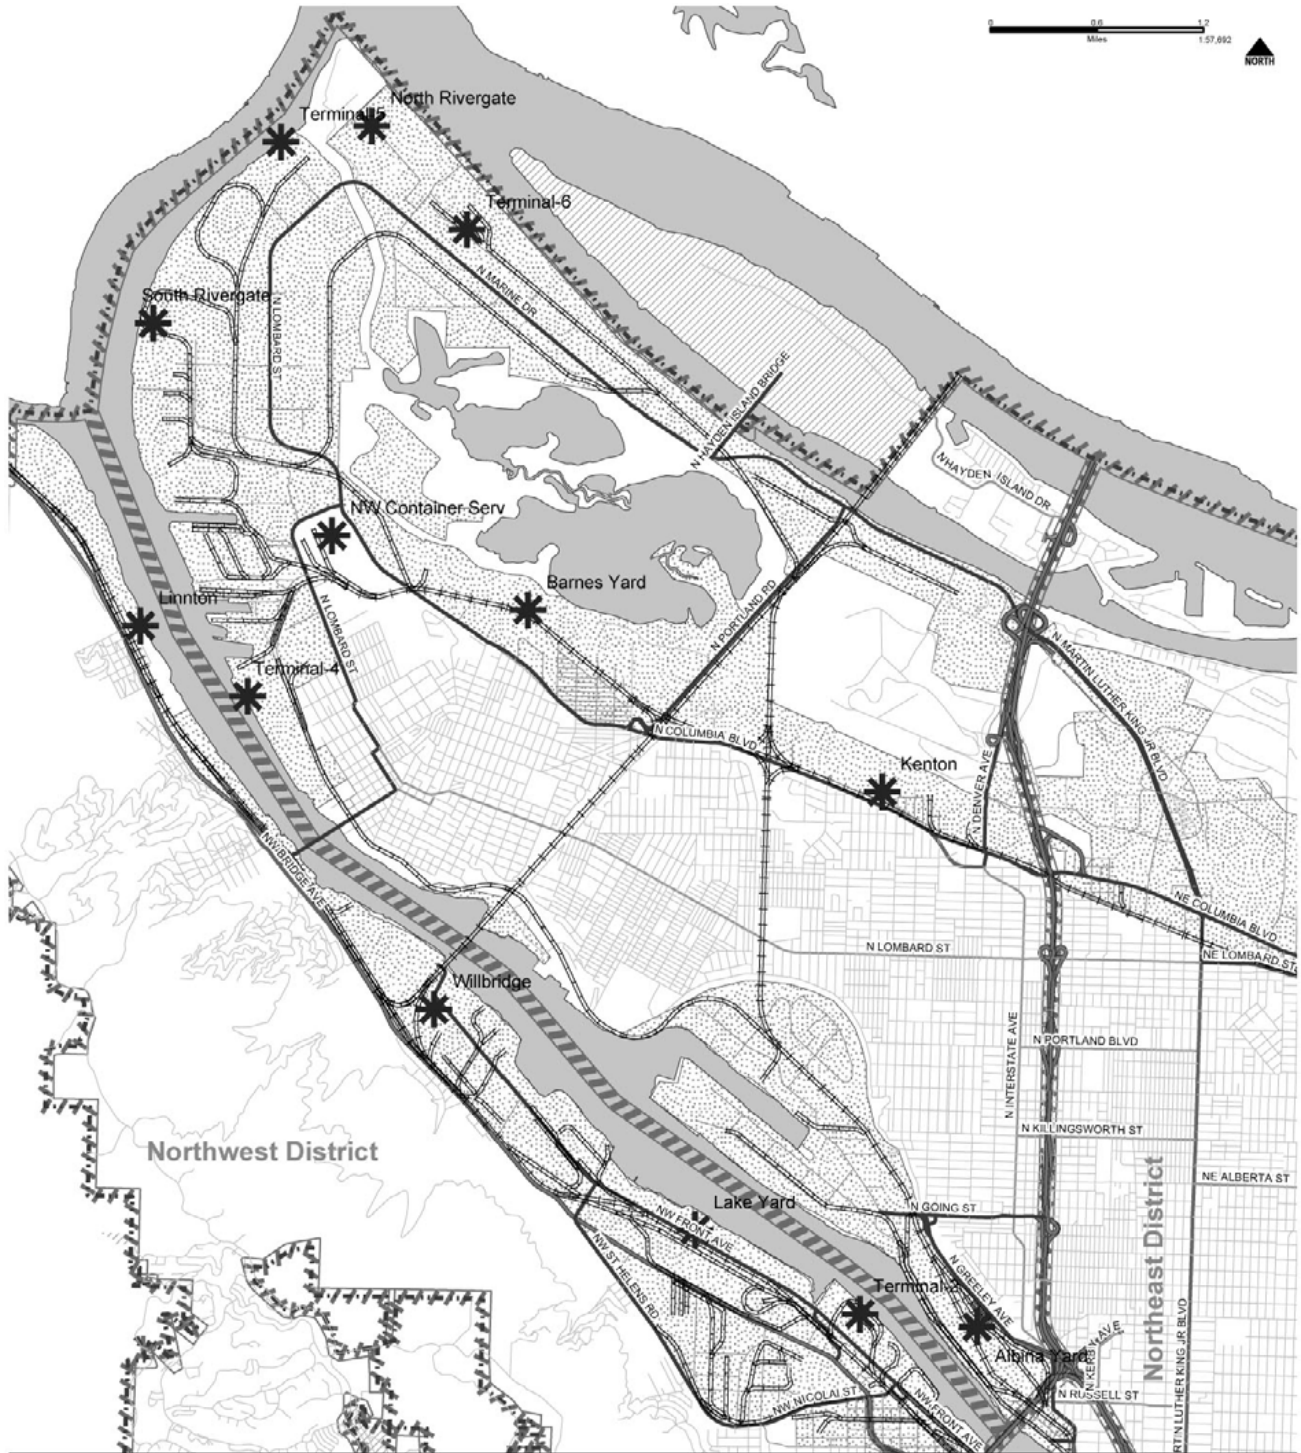 0 0.6 1.2
Miles 1:57,692
NORTH
North Rivergate
Terminal-5
Terminal-6
N MARINE DR
South Rivergate
N LOMBARD ST
N HAYDEN ISLAND BRIDGE
N HAYDEN ISLAND DR
NW Container Serv
Barnes Yard
Linnton
N LOMBARD ST
N PORTLAND RD
Terminal-4
N MARTIN LUTHER KING JR BLVD
N COLUMBIA BLVD
Kenton
N DENVER AVE
NW BRIDGE AVE
NE COLUMBIA BLVD
N LOMBARD ST
NE LOMBARD ST
Willbridge
N INTERSTATE AVE
N PORTLAND BLVD
N KILLINGSWORTH ST
Northwest District
Northeast District
NE ALBERTA ST
Lake Yard
N GOING ST
NW FRONT AVE
NW ST HELENS RD
N GREELEY AVE
Terminal-2
Albina Yard
N RUSSELL ST
NW NICOLAI ST
NW FRONT AVE
RTIN LUTHER KING JR BLVD